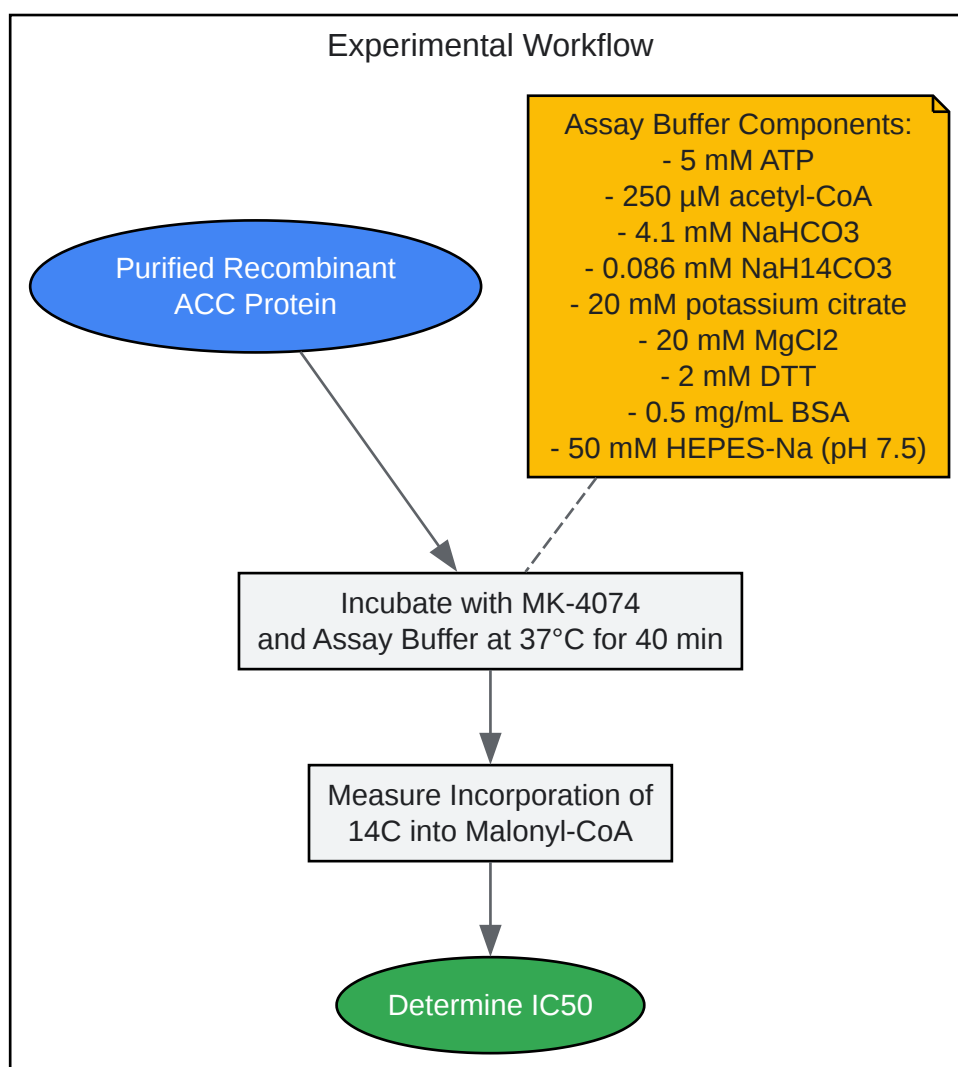 Experimental Workflow
Assay Buffer Components:
- 5 mM ATP
- 250 µM acetyl-CoA
- 4.1 mM NaHCO3
- 0.086 mM NaH14CO3
- 20 mM potassium citrate
- 20 mM MgCl2
- 2 mM DTT
- 0.5 mg/mL BSA
- 50 mM HEPES-Na (pH 7.5)
Purified Recombinant
ACC Protein
Incubate with MK-4074
and Assay Buffer at 37°C for 40 min
Measure Incorporation of
14C into Malonyl-CoA
Determine IC50